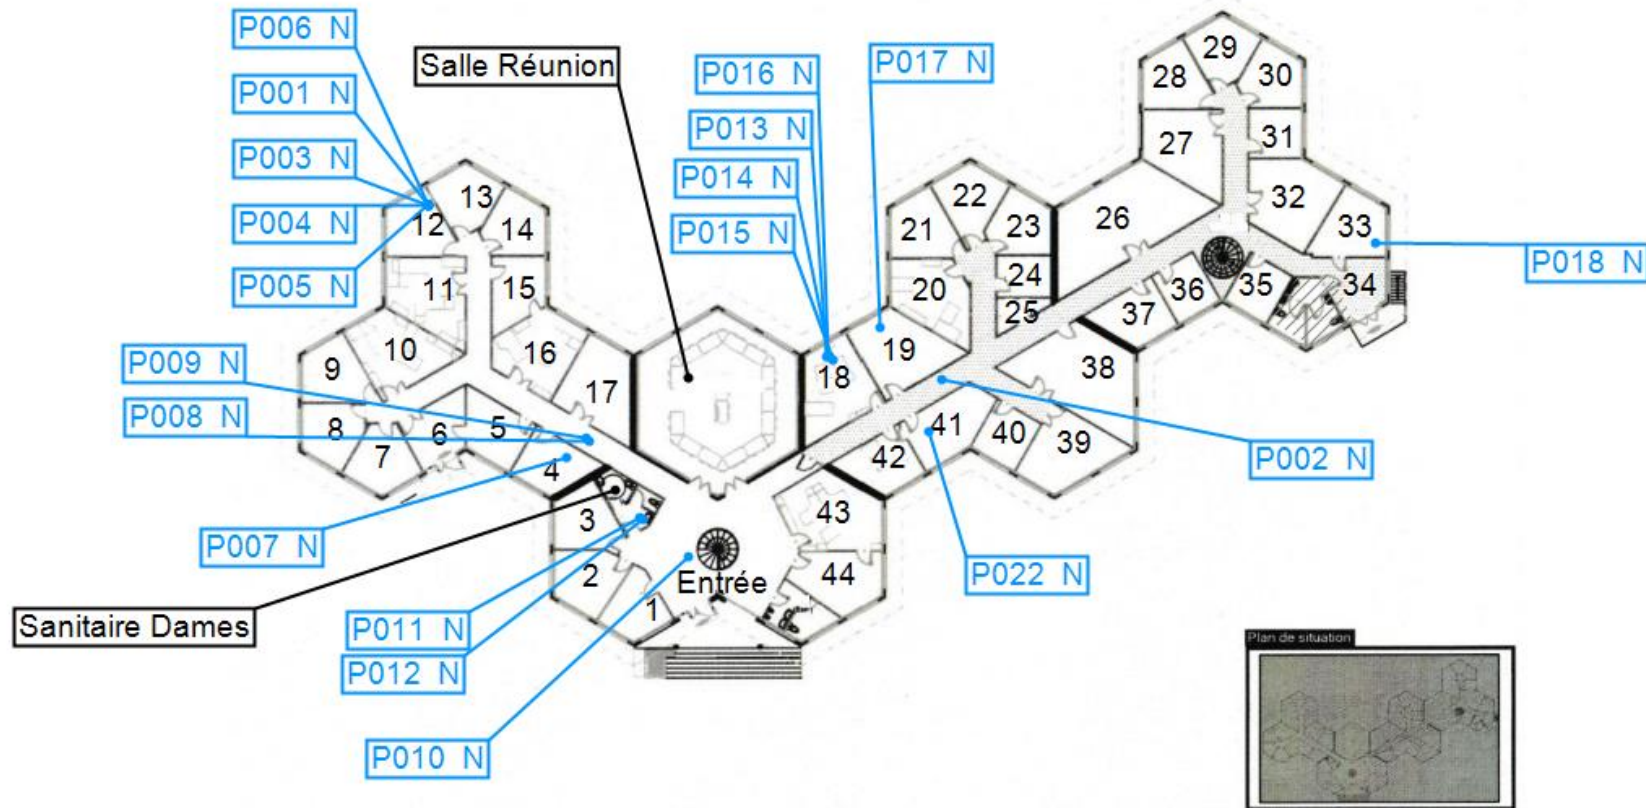 P006 N
P001 N
P003 N
P004 N
P005 N
Salle Réunion
P016 N
P013 N
P014 N
P015 N
P017 N
P018 N
P009 N
P008 N
P007 N
P002 N
P022 N
Sanitaire Dames
P011 N
P012 N
P010 N
Entrée
1
2
3
4
5
6
7
8
9
10
11
12
13
14
15
16
17
18
19
20
21
22
23
24
25
26
27
28
29
30
31
32
33
34
35
36
37
38
39
40
41
42
43
44
Plan de situation